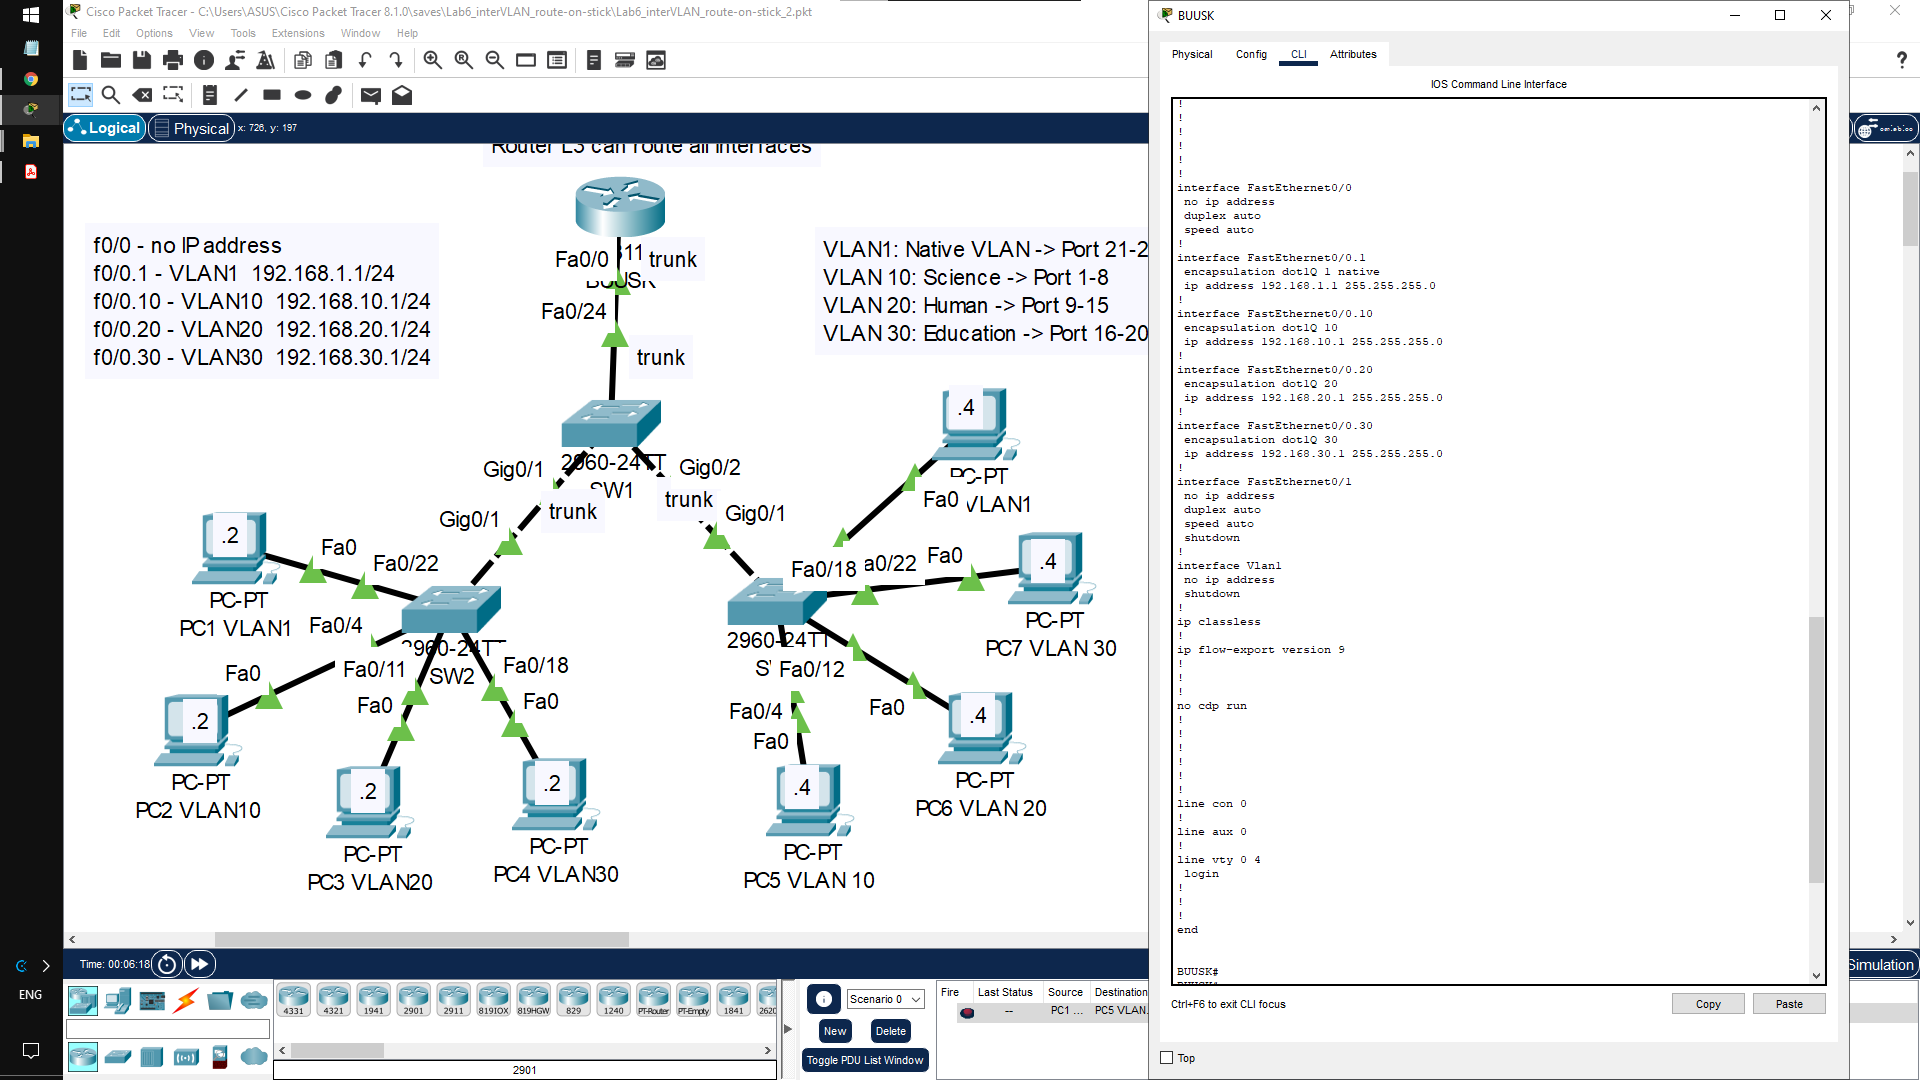 Cisco Packet Tracer - C:\Users\ASUS\Cisco Packet Tracer 8.1.0\saves\Lab6_interVLAN_route-on-stick\Lab6_interVLAN_route-on-stick_2.pkt
File Edit Options View Tools Extensions Window Help
Logical
Physical
x: 726, y: 197
Router L3 can route all interfaces
f0/0 - no IP address
f0/0.1 - VLAN1 192.168.1.1/24
f0/0.10 - VLAN10 192.168.10.1/24
f0/0.20 - VLAN20 192.168.20.1/24
f0/0.30 - VLAN30 192.168.30.1/24
VLAN1: Native VLAN -> Port 21-2
VLAN 10: Science -> Port 1-8
VLAN 20: Human -> Port 9-15
VLAN 30: Education -> Port 16-20
Fa0/0
trunk
BUUSK
Fa0/24
trunk
2960-24TT
SW1
Gig0/1
Gig0/2
trunk
trunk
Gig0/1
Gig0/1
.2
Fa0
Fa0/22
PC-PT
PC1 VLAN1
Fa0/4
Fa0
.2
PC-PT
PC2 VLAN10
2960-24TT
SW2
Fa0/11
Fa0
.2
PC-PT
PC3 VLAN20
Fa0/18
Fa0
.2
PC-PT
PC4 VLAN30
.4
PC-PT
VLAN1
Fa0
Fa0/18
a0/22
Fa0
.4
PC-PT
PC7 VLAN 30
2960-24TT
Fa0/12
Fa0
.4
PC-PT
PC6 VLAN 20
Fa0/4
Fa0
.4
PC-PT
PC5 VLAN 10
Time: 00:06:18
4331 4321 1941 2901 2911 819IOX 819HGW 829 1240 PT-Router PT-Empty 1841 262
2901
Scenario 0
New
Delete
Toggle PDU List Window
Fire Last Status Source Destination
-- PC1 ... PC5 VLAN.
Simulation
ENG
BUUSK
Physical Config CLI Attributes
IOS Command Line Interface
!
!
!
!
!
!
interface FastEthernet0/0
no ip address
duplex auto
speed auto
!
interface FastEthernet0/0.1
encapsulation dot1Q 1 native
ip address 192.168.1.1 255.255.255.0
!
interface FastEthernet0/0.10
encapsulation dot1Q 10
ip address 192.168.10.1 255.255.255.0
!
interface FastEthernet0/0.20
encapsulation dot1Q 20
ip address 192.168.20.1 255.255.255.0
!
interface FastEthernet0/0.30
encapsulation dot1Q 30
ip address 192.168.30.1 255.255.255.0
!
interface FastEthernet0/1
no ip address
duplex auto
speed auto
shutdown
!
interface Vlan1
no ip address
shutdown
!
ip classless
!
ip flow-export version 9
!
!
!
no cdp run
!
!
!
!
!
!
line con 0
!
line aux 0
!
line vty 0 4
login
!
!
!
end
BUUSK#
Ctrl+F6 to exit CLI focus
Copy
Paste
Top